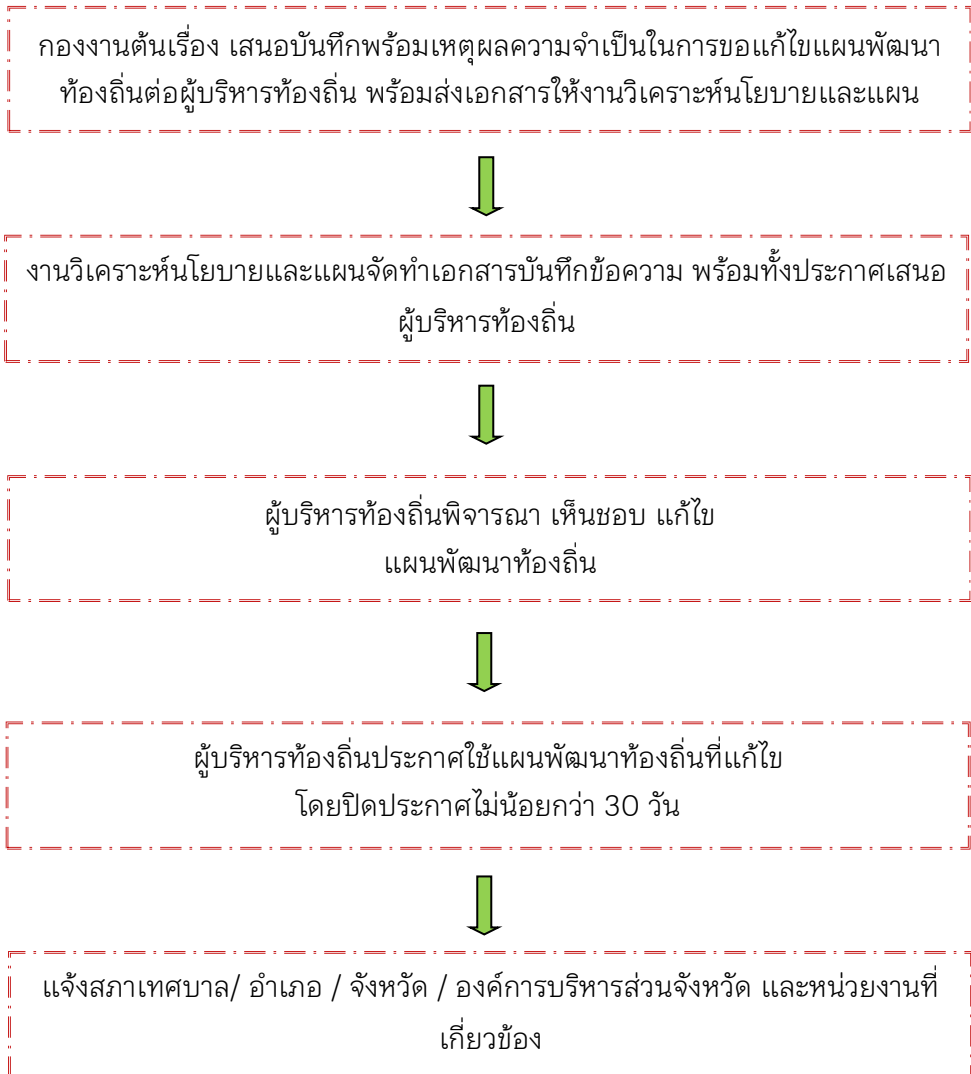 กองงานต้นเรื่อง เสนอบันทึกพร้อมเหตุผลความจำเป็นในการขอแก้ไขแผนพัฒนา
ท้องถิ่นต่อผู้บริหารท้องถิ่น พร้อมส่งเอกสารให้งานวิเคราะห์นโยบายและแผน
งานวิเคราะห์นโยบายและแผนจัดทำเอกสารบันทึกข้อความ พร้อมทั้งประกาศเสนอ
ผู้บริหารท้องถิ่น
ผู้บริหารท้องถิ่นพิจารณา เห็นชอบ แก้ไข
แผนพัฒนาท้องถิ่น
ผู้บริหารท้องถิ่นประกาศใช้แผนพัฒนาท้องถิ่นที่แก้ไข
โดยปิดประกาศไม่น้อยกว่า 30 วัน
แจ้งสภาเทศบาล/ อำเภอ / จังหวัด / องค์การบริหารส่วนจังหวัด และหน่วยงานที่
เกี่ยวข้อง